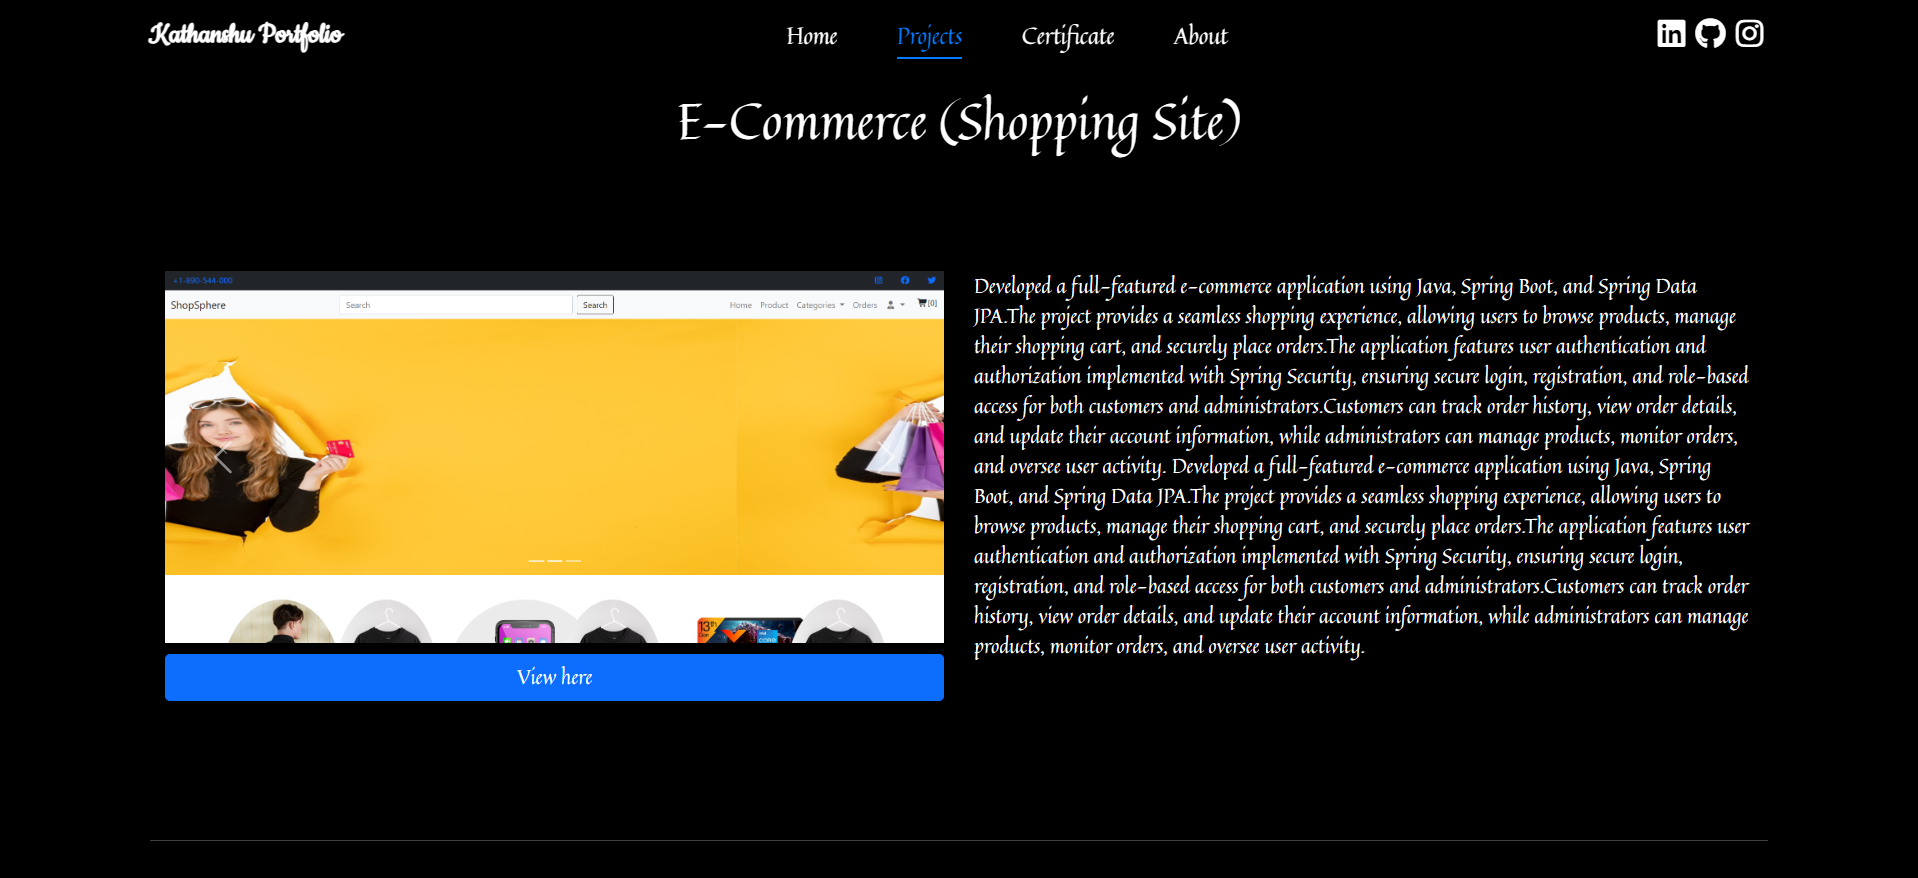 Kathanshu Portfolio
Home Projects Certificate About
E-Commerce (Shopping Site)
+1-890-544-000
ShopSphere Search Search Home Product Categories Orders [0]
13th
Gen
intel
CORE
View here
Developed a full-featured e-commerce application using Java, Spring Boot, and Spring Data
JPA.The project provides a seamless shopping experience, allowing users to browse products, manage
their shopping cart, and securely place orders.The application features user authentication and
authorization implemented with Spring Security, ensuring secure login, registration, and role-based
access for both customers and administrators.Customers can track order history, view order details,
and update their account information, while administrators can manage products, monitor orders,
and oversee user activity. Developed a full-featured e-commerce application using Java, Spring
Boot, and Spring Data JPA.The project provides a seamless shopping experience, allowing users to
browse products, manage their shopping cart, and securely place orders.The application features user
authentication and authorization implemented with Spring Security, ensuring secure login,
registration, and role-based access for both customers and administrators.Customers can track order
history, view order details, and update their account information, while administrators can manage
products, monitor orders, and oversee user activity.